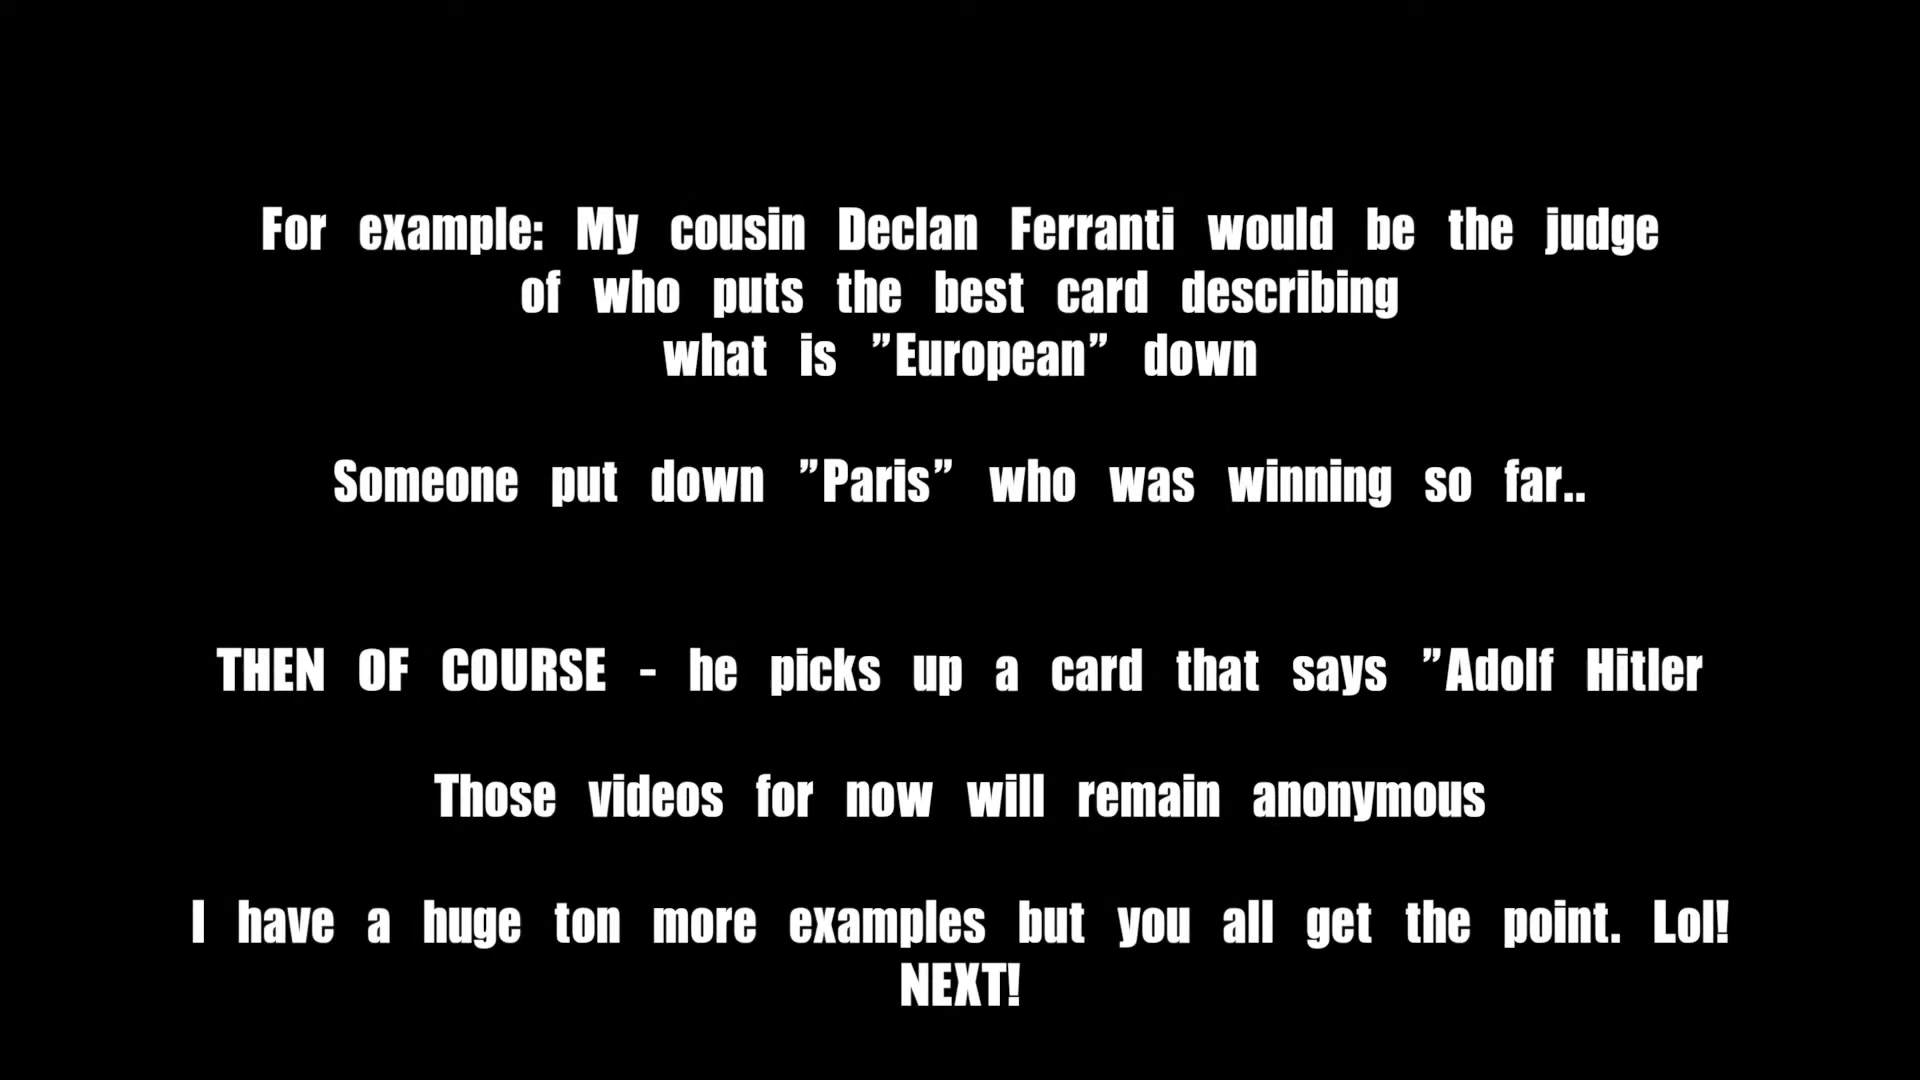 For example: My cousin Declan Ferranti would be the judge
of who puts the best card describing
what is ”European” down
Someone put down ”Paris” who was winning so far..
THEN OF COURSE - he picks up a card that says ”Adolf Hitler
Those videos for now will remain anonymous
I have a huge ton more examples but you all get the point. Lol!
NEXT!